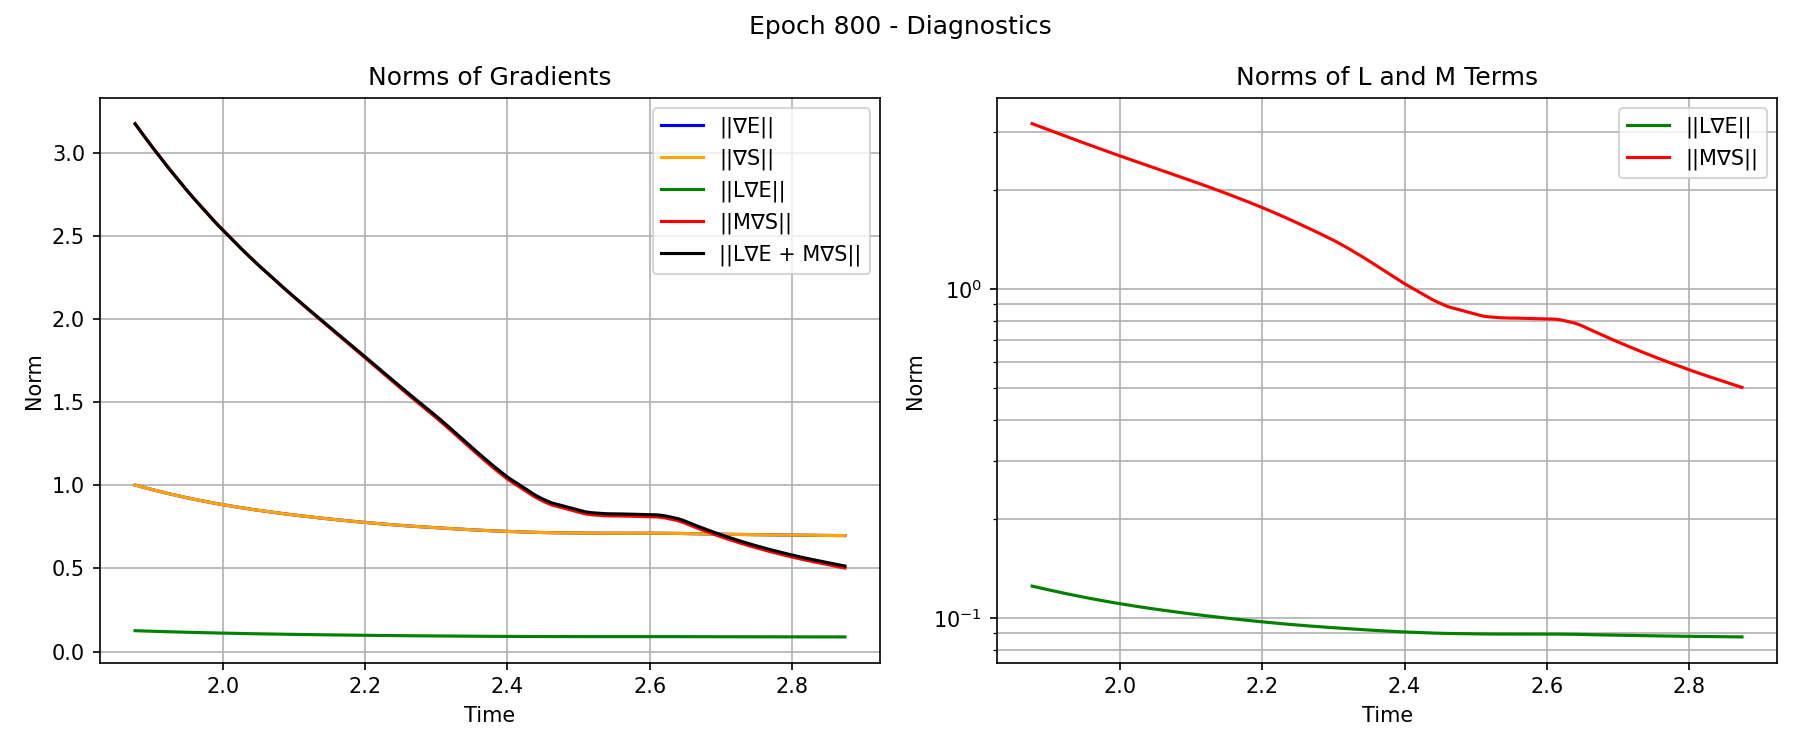 Epoch 800 - Diagnostics
Norms of Gradients
3.0
2.5
2.0
1.5
1.0
0.5
0.0
Norm
2.0 2.2 2.4 2.6 2.8
Time
||∇E||
||∇S||
||L∇E||
||M∇S||
||L∇E + M∇S||
Norms of L and M Terms
10⁰
10⁻¹
Norm
2.0 2.2 2.4 2.6 2.8
Time
||L∇E||
||M∇S||